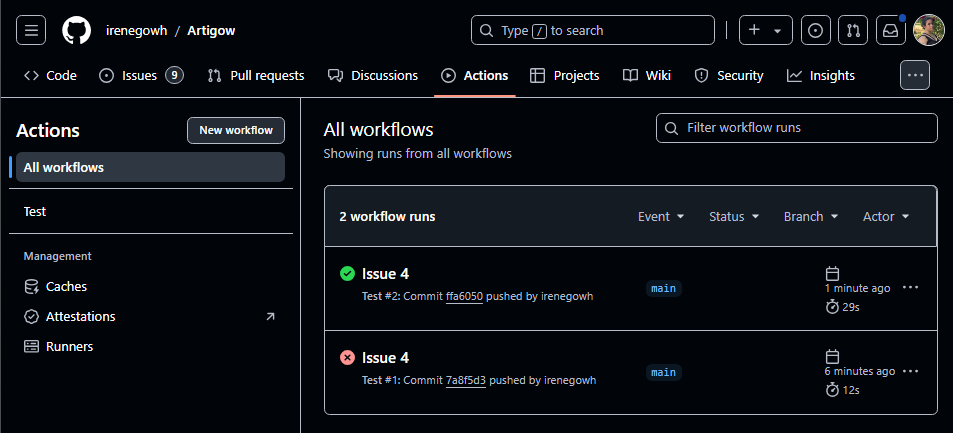 irenegowh / Artigow
Type / to search
Code
Issues 9
Pull requests
Discussions
Actions
Projects
Wiki
Security
Insights
Actions
New workflow
All workflows
Test
Management
Caches
Attestations
Runners
All workflows
Showing runs from all workflows
Filter workflow runs
2 workflow runs
Event
Status
Branch
Actor
Issue 4
Test #2: Commit ffa6050 pushed by irenegowh
main
1 minute ago
29s
Issue 4
Test #1: Commit 7a8f5d3 pushed by irenegowh
main
6 minutes ago
12s